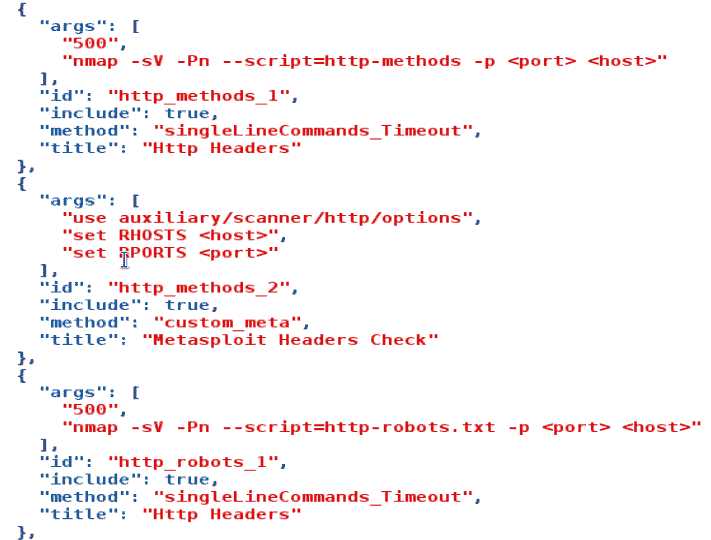 {
"args": [
"500",
"nmap -sV -Pn --script=http-methods -p <port> <host>"
],
"id": "http_methods_1",
"include": true,
"method": "singleLineCommands_Timeout",
"title": "Http Headers"
},
{
"args": [
"use auxiliary/scanner/http/options",
"set RHOSTS <host>",
"set RPORTS <port>"
],
"id": "http_methods_2",
"include": true,
"method": "custom_meta",
"title": "Metasploit Headers Check"
},
{
"args": [
"500",
"nmap -sV -Pn --script=http-robots.txt -p <port> <host>"
],
"id": "http_robots_1",
"include": true,
"method": "singleLineCommands_Timeout",
"title": "Http Headers"
},